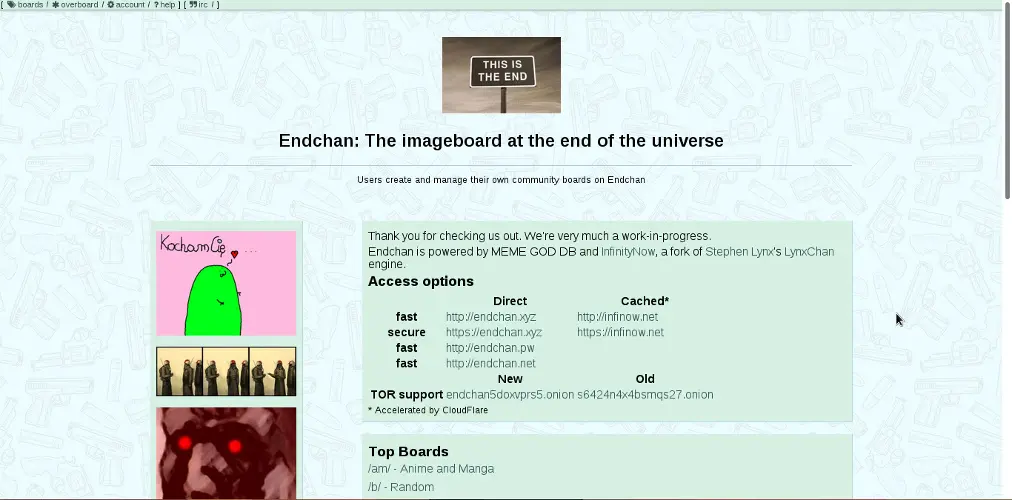 [ boards / overboard / account / ? help ] [ irc / ]
THIS IS
THE END
Endchan: The imageboard at the end of the universe
Users create and manage their own community boards on Endchan
Kocham Cię ...
Thank you for checking us out. We're very much a work-in-progress.
Endchan is powered by MEME GOD DB and InfinityNow, a fork of Stephen Lynx's LynxChan
engine.
Access options
Direct Cached*
fast http://endchan.xyz http://infinow.net
secure https://endchan.xyz https://infinow.net
fast http://endchan.pw
fast http://endchan.net
New Old
TOR support endchan5doxvprs5.onion s6424n4x4bsmqs27.onion
* Accelerated by CloudFlare
Top Boards
/am/ - Anime and Manga
/b/ - Random